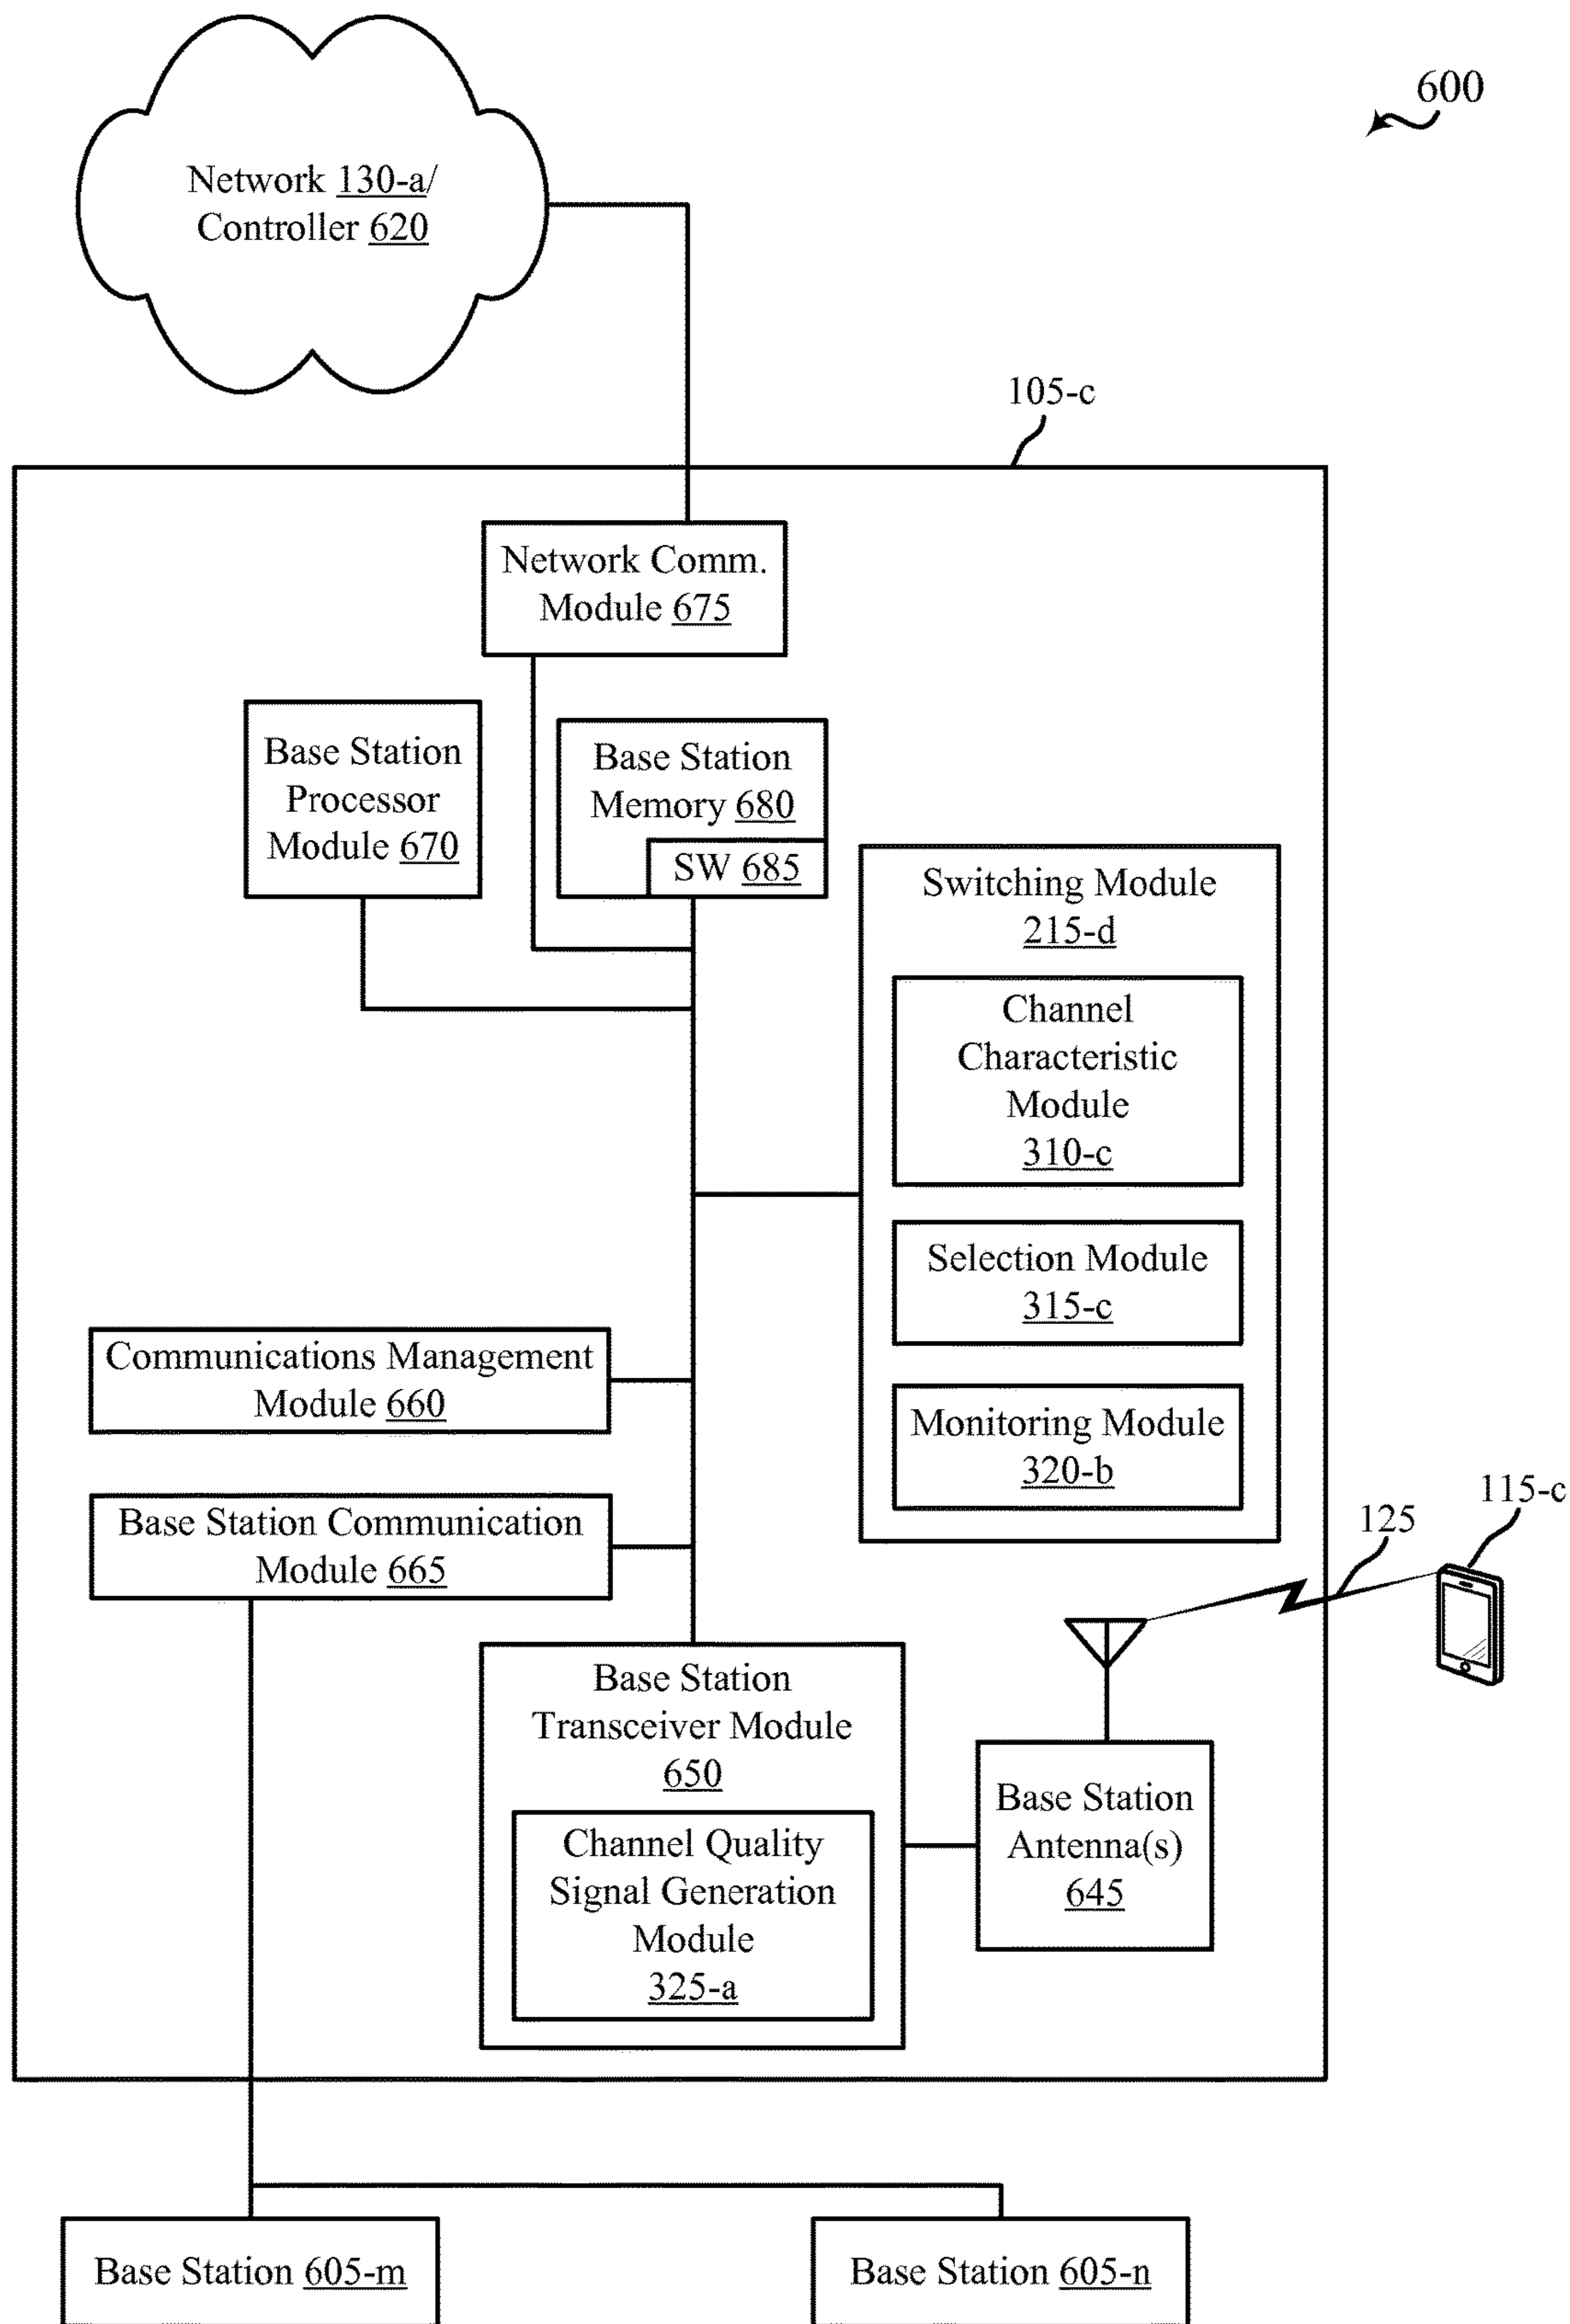 600
Network 130-a/
Controller 620
105-c
Network Comm.
Module 675
Base Station
Processor
Module 670
Base Station
Memory 680
SW 685
Switching Module
215-d
Channel
Characteristic
Module
310-c
Selection Module
315-c
Monitoring Module
320-b
Communications Management
Module 660
Base Station Communication
Module 665
115-c
125
Base Station
Transceiver Module
650
Channel Quality
Signal Generation
Module
325-a
Base Station
Antenna(s)
645
Base Station 605-m
Base Station 605-n